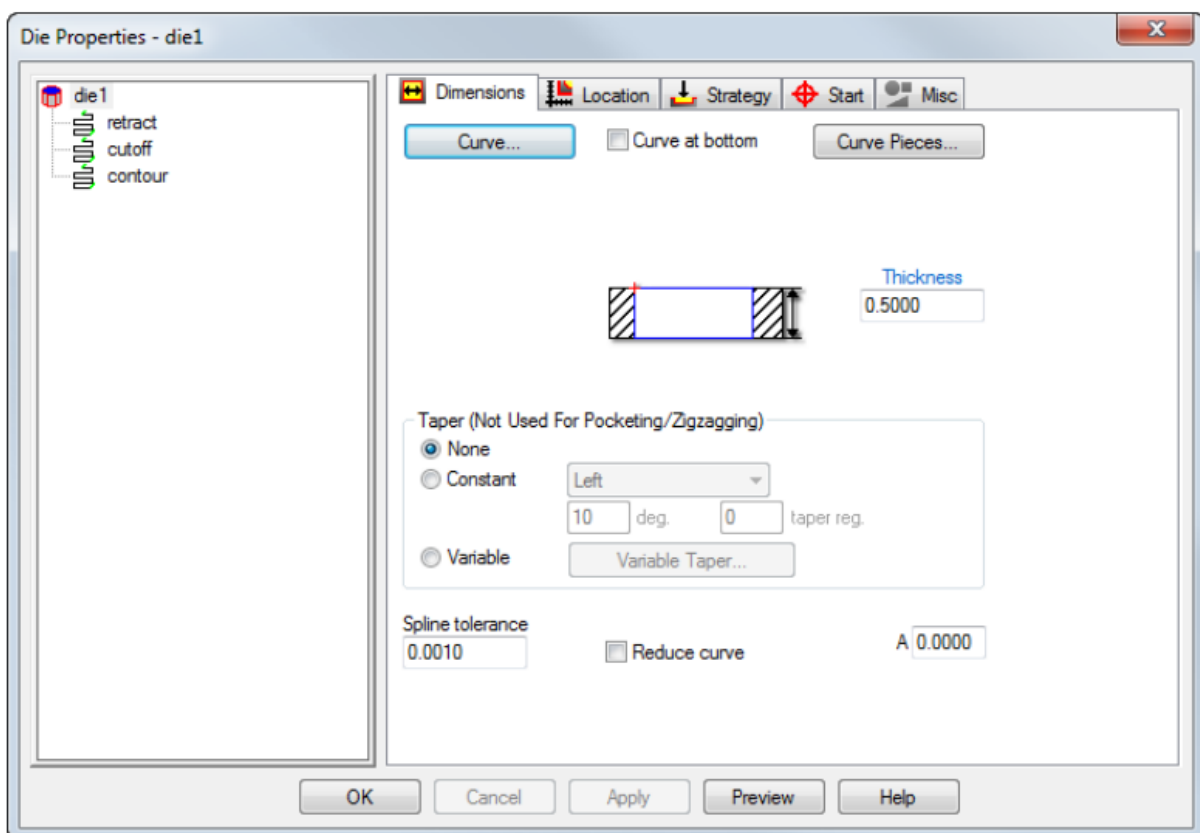 Die Properties - die1
X
die1
retract
cutoff
contour
Dimensions Location Strategy Start Misc
Curve... Curve at bottom Curve Pieces...
Thickness
0.5000
Taper (Not Used For Pocketing/Zigzagging)
None
Constant Left
10 deg. 0 taper reg.
Variable Variable Taper...
Spline tolerance
0.0010 Reduce curve A 0.0000
OK Cancel Apply Preview Help